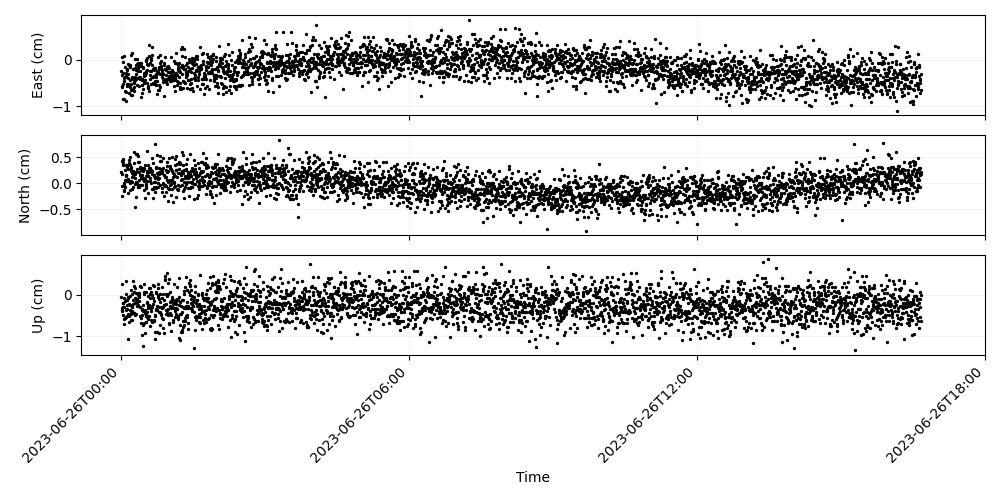 East (cm)
0
−1
North (cm)
0.5
0.0
−0.5
Up (cm)
0
−1
2023-06-26T00:00
2023-06-26T06:00
2023-06-26T12:00
2023-06-26T18:00
Time